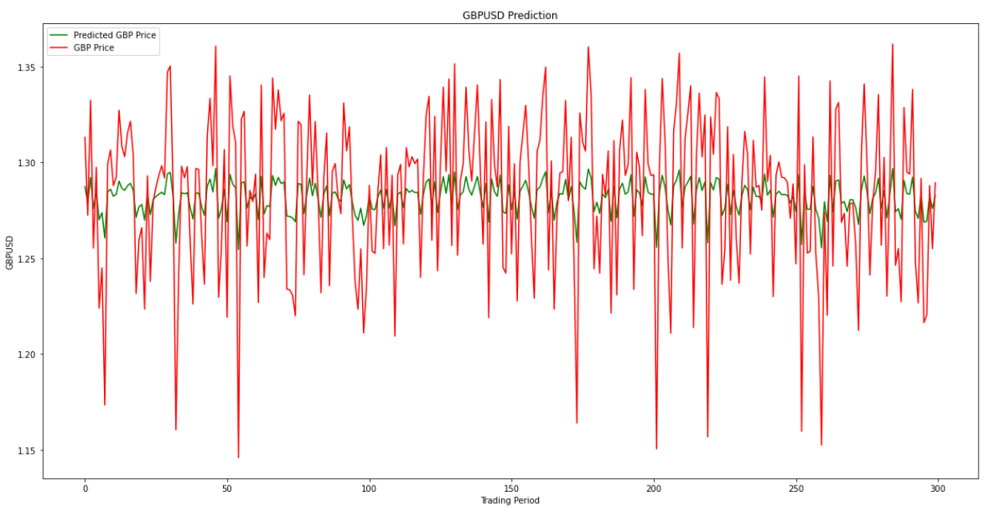 GBPUSD Prediction
Predicted GBP Price
GBP Price
1.35
1.30
1.25
1.20
1.15
GBPUSD
0 50 100 150 200 250 300
Trading Period